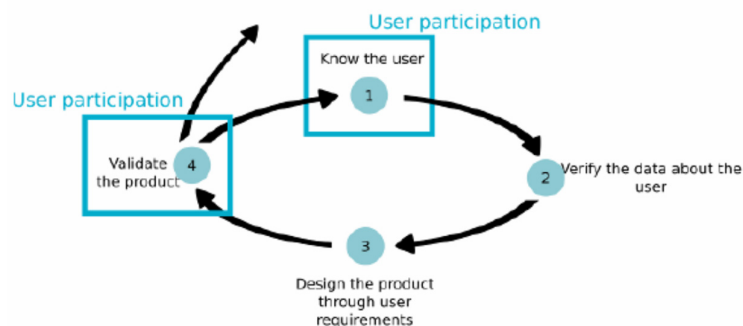 User participation
Know the user
1
User participation
Validate
the product
4
2
Verify the data about the
user
3
Design the product
through user
requirements